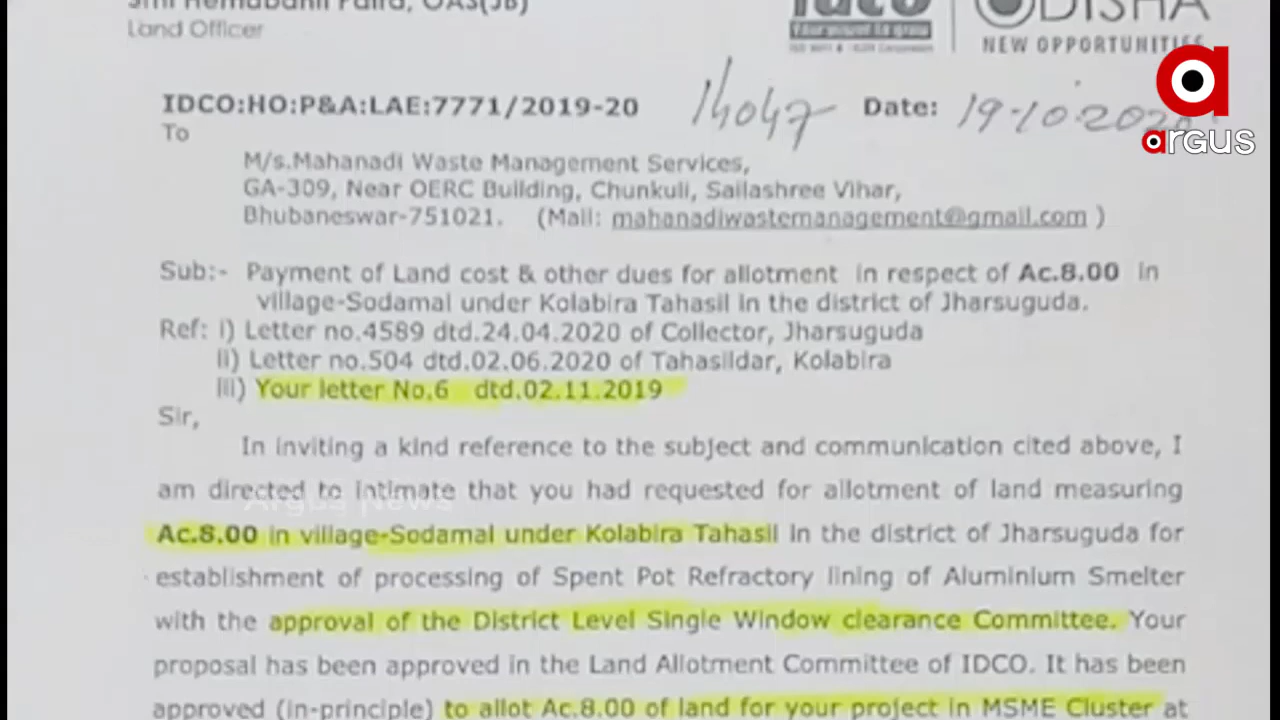 Smt Hemabanil Patra, OAS(JB)
Land Officer
idco
ODISHA
NEW OPPORTUNITIES
argus
IDCO:HO:P&A:LAE:7771/2019-20 14047 Date: 19-10-2020
To
M/s.Mahanadi Waste Management Services,
GA-309, Near OERC Building, Chunkuli, Sailashree Vihar,
Bhubaneswar-751021. (Mail: mahanadiwastemanagement@gmail.com )
Sub:- Payment of Land cost & other dues for allotment in respect of Ac.8.00 in
village-Sodamal under Kolabira Tahasil in the district of Jharsuguda.
Ref: i) Letter no.4589 dtd.24.04.2020 of Collector, Jharsuguda
ii) Letter no.504 dtd.02.06.2020 of Tahasildar, Kolabira
iii) Your letter No.6 dtd.02.11.2019
Sir,
In inviting a kind reference to the subject and communication cited above, I
am directed to intimate that you had requested for allotment of land measuring
Argus News
Ac.8.00 in village-Sodamal under Kolabira Tahasil in the district of Jharsuguda for
establishment of processing of Spent Pot Refractory lining of Aluminium Smelter
with the approval of the District Level Single Window clearance Committee. Your
proposal has been approved in the Land Allotment Committee of IDCO. It has been
approved (in-principle) to allot Ac.8.00 of land for your project in MSME Cluster at